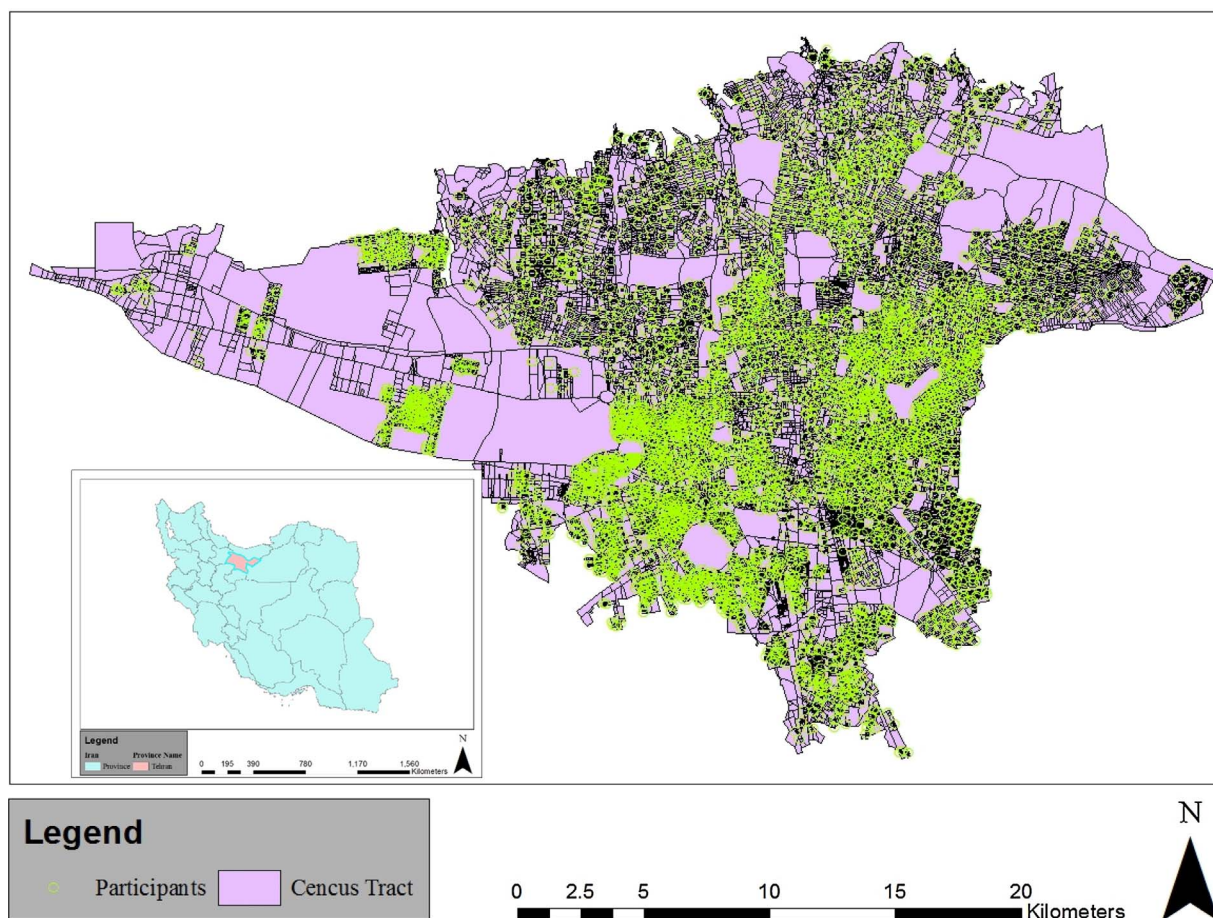 Legend
Iran Province Name
Province Tehran
0 195 390 780 1,170 1,560
Kilometers
N
Legend
Participants Cencus Tract
0 2.5 5 10 15 20
Kilometers
N